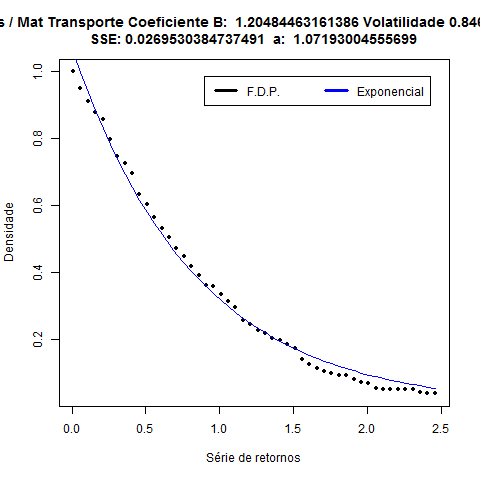 s / Mat Transporte Coeficiente B: 1.20484463161386 Volatilidade 0.846
SSE: 0.0269530384737491 a: 1.07193004555699
F.D.P. Exponencial
Densidade
1.0
0.8
0.6
0.4
0.2
0.0 0.5 1.0 1.5 2.0 2.5
Série de retornos